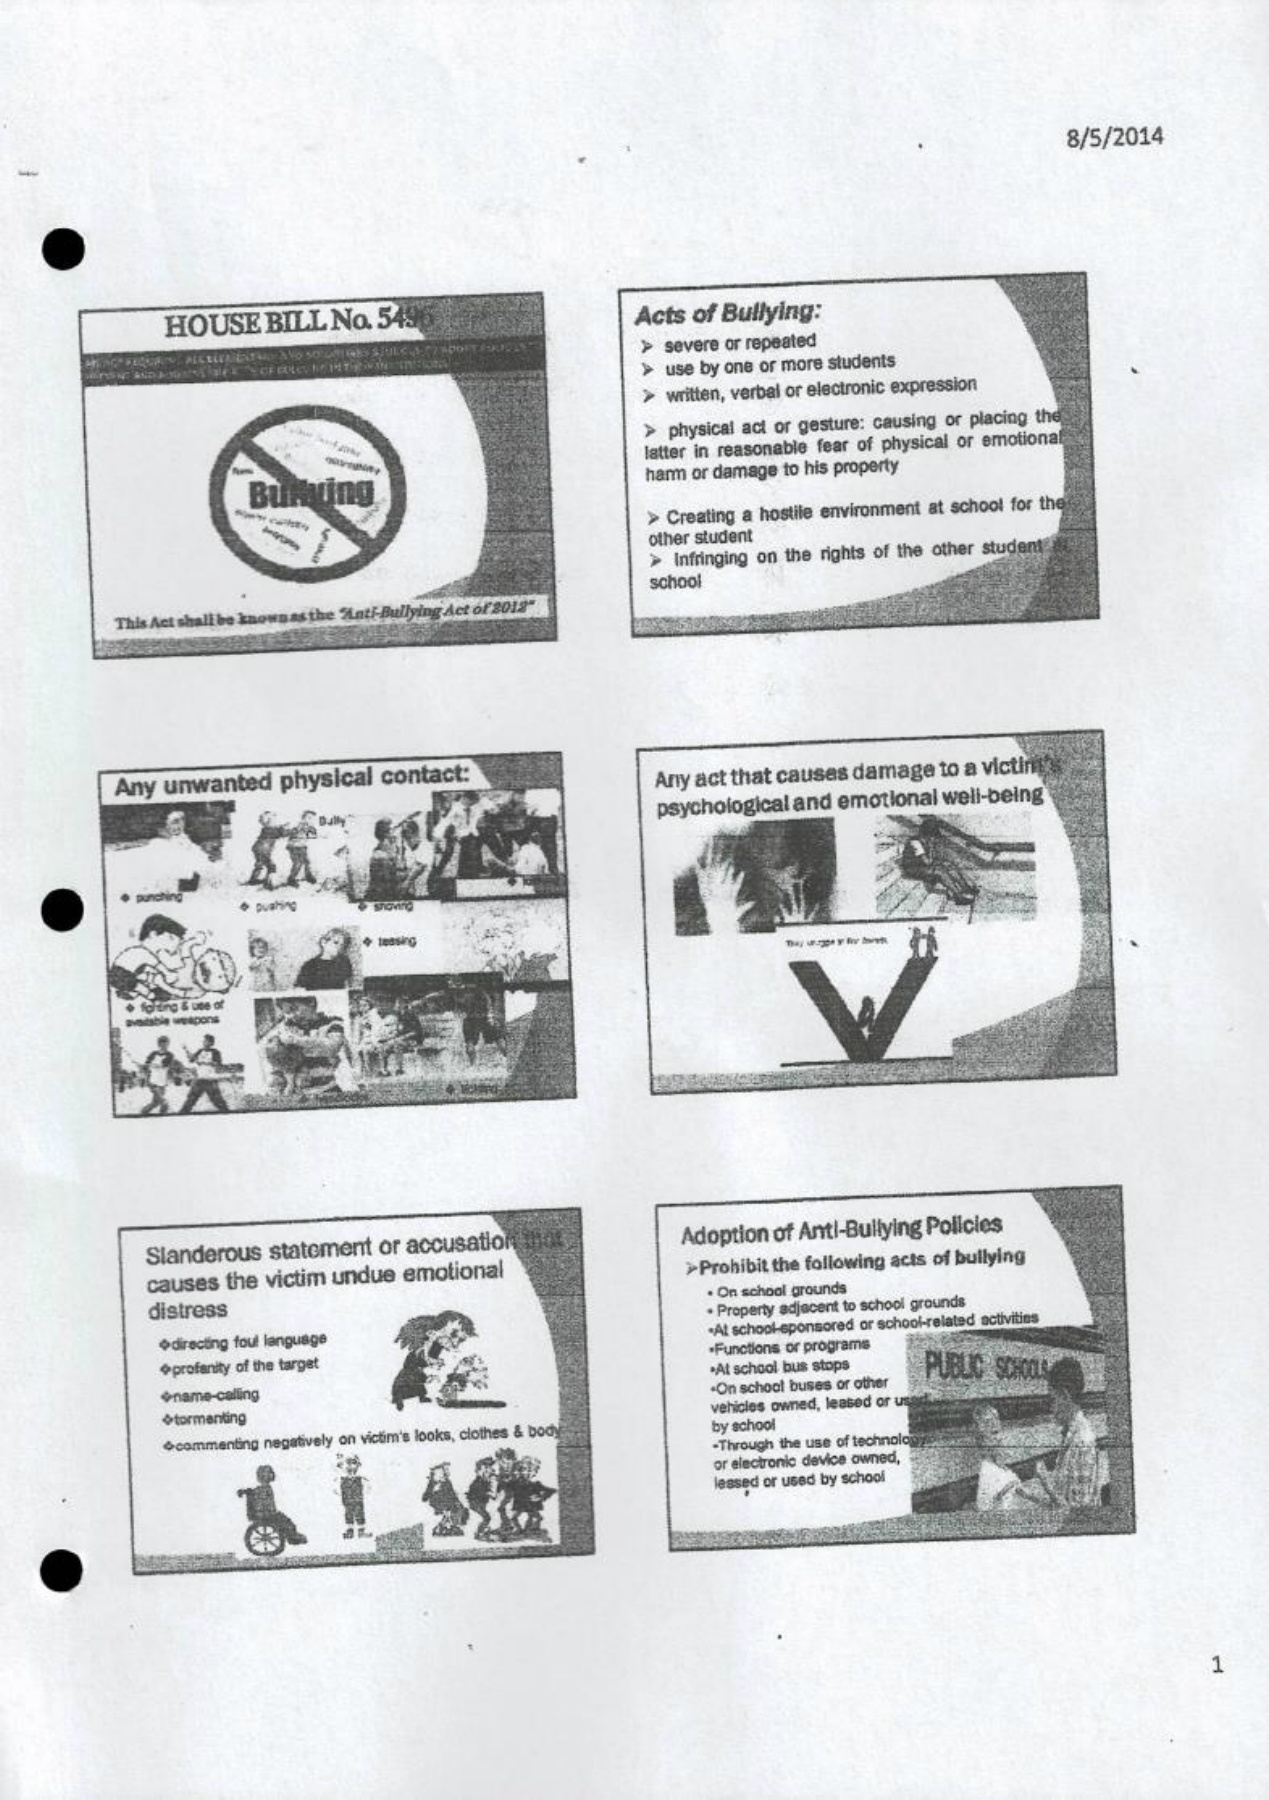 8/5/2014
HOUSE BILL No. 5496
Bullying
This Act shall be known as the "Anti-Bullying Act of 2012"
Acts of Bullying:
➢ severe or repeated
➢ use by one or more students
➢ written, verbal or electronic expression
➢ physical act or gesture: causing or placing the
latter in reasonable fear of physical or emotional
harm or damage to his property
➢ Creating a hostile environment at school for the
other student
➢ Infringing on the rights of the other student at
school
Any unwanted physical contact:
Bully
❖ punching
❖ pushing
❖ shoving
❖ teasing
❖ fighting & use of
available weapons
Any act that causes damage to a victim's
psychological and emotional well-being
Slanderous statement or accusation that
causes the victim undue emotional
distress
❖directing foul language
❖profanity of the target
❖name-calling
❖tormenting
❖commenting negatively on victim's looks, clothes & body
Adoption of Anti-Bullying Policies
➢Prohibit the following acts of bullying
• On school grounds
• Property adjacent to school grounds
•At school-sponsored or school-related activities
•Functions or programs
•At school bus stops
•On school buses or other
vehicles owned, leased or used
by school
•Through the use of technology
or electronic device owned,
leased or used by school
PUBLIC SCHOOLS
1